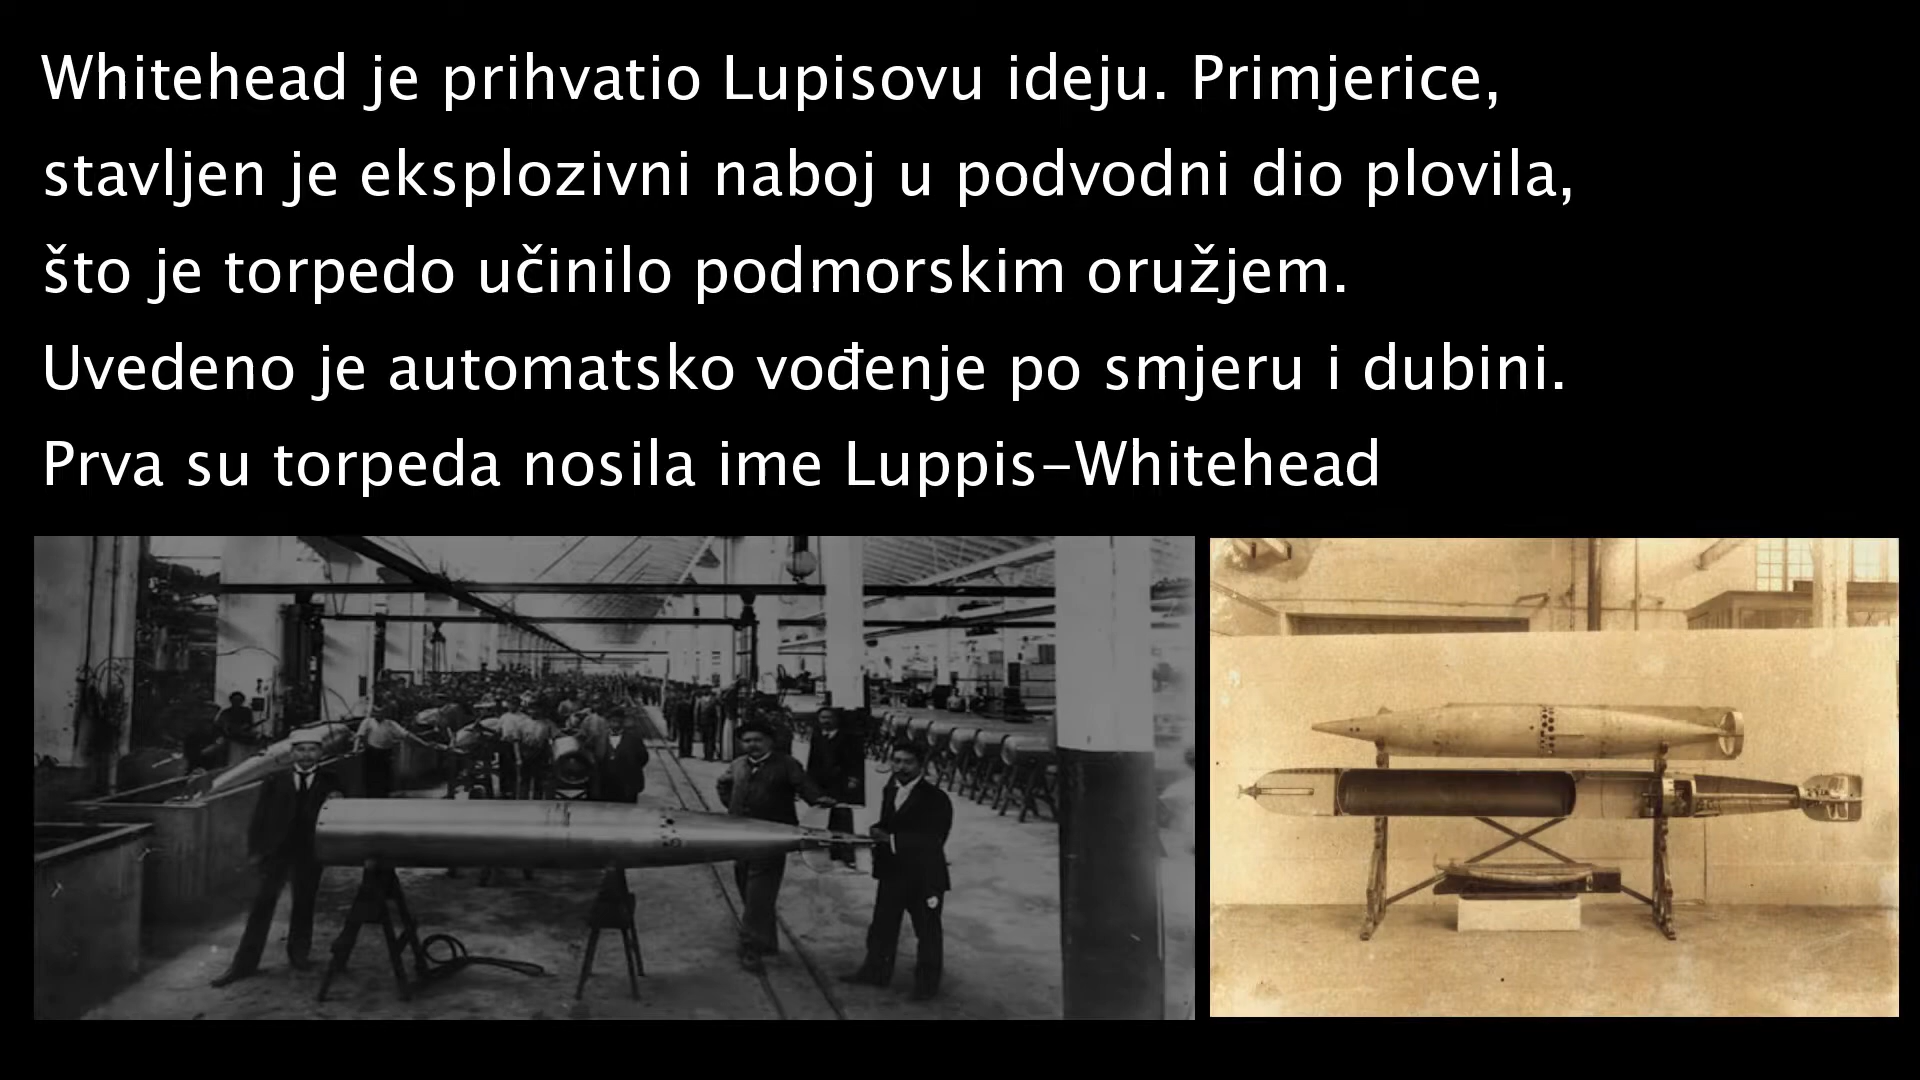 Whitehead je prihvatio Lupisovu ideju. Primjerice,
stavljen je eksplozivni naboj u podvodni dio plovila,
što je torpedo učinilo podmorskim oružjem.
Uvedeno je automatsko vođenje po smjeru i dubini.
Prva su torpeda nosila ime Luppis-Whitehead